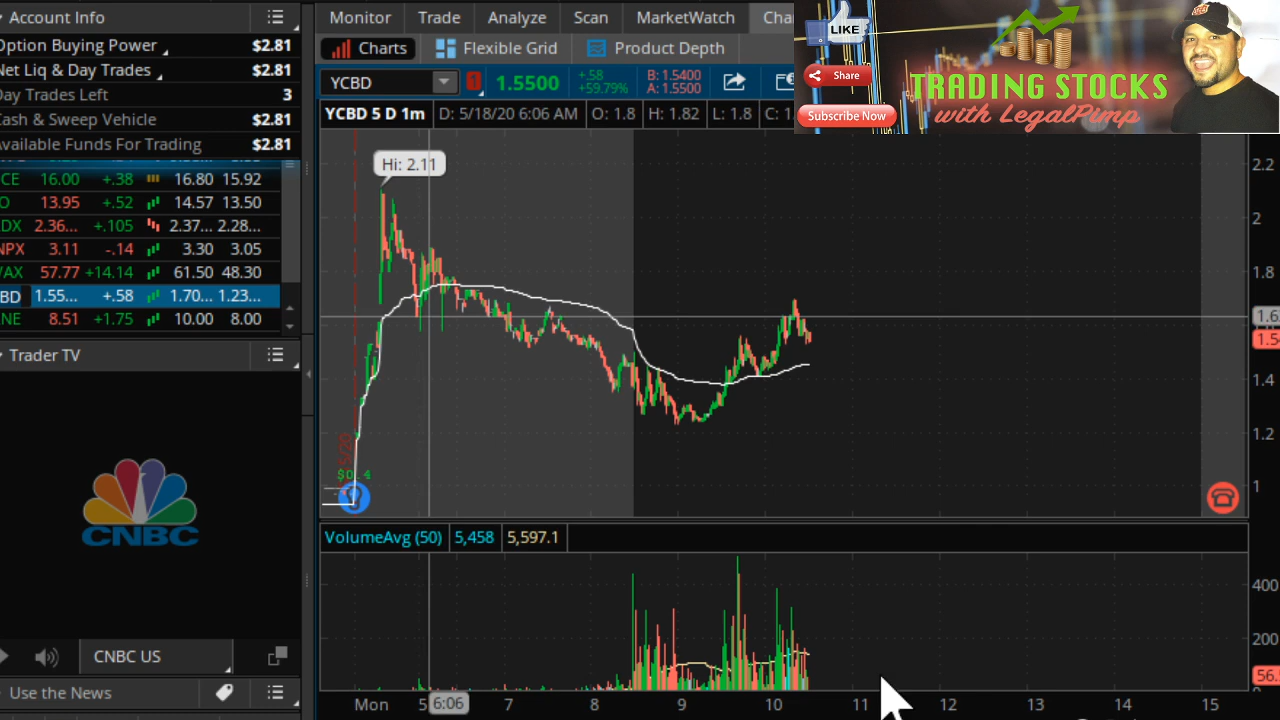 Account Info
Option Buying Power $2.81
Net Liq & Day Trades $2.81
Day Trades Left 3
Cash & Sweep Vehicle $2.81
Available Funds For Trading $2.81
CE 16.00 +.38 16.80 15.92
O 13.95 +.52 14.57 13.50
DX 2.36... +.105 2.37... 2.28...
NPX 3.11 -.14 3.30 3.05
VAX 57.77 +14.14 61.50 48.30
BD 1.55... +.58 1.70... 1.23...
NE 8.51 +1.75 10.00 8.00
Trader TV
CNBC
CNBC US
Use the News
Monitor Trade Analyze Scan MarketWatch Cha
Charts Flexible Grid Product Depth
YCBD 1 1.5500 +.58 +59.79% B: 1.5400 A: 1.5500
YCBD 5 D 1m D: 5/18/20 6:06 AM O: 1.8 H: 1.82 L: 1.8 C: 1.
LIKE
Share
Subscribe Now
TRADING STOCKS
with LegalPimp
Hi: 2.11
2.2
2
1.8
1.6
1.5
1.4
1.2
1
VolumeAvg (50) 5,458 5,597.1
400
200
56.
0
Mon 5 6:06 7 8 9 10 11 12 13 14 15